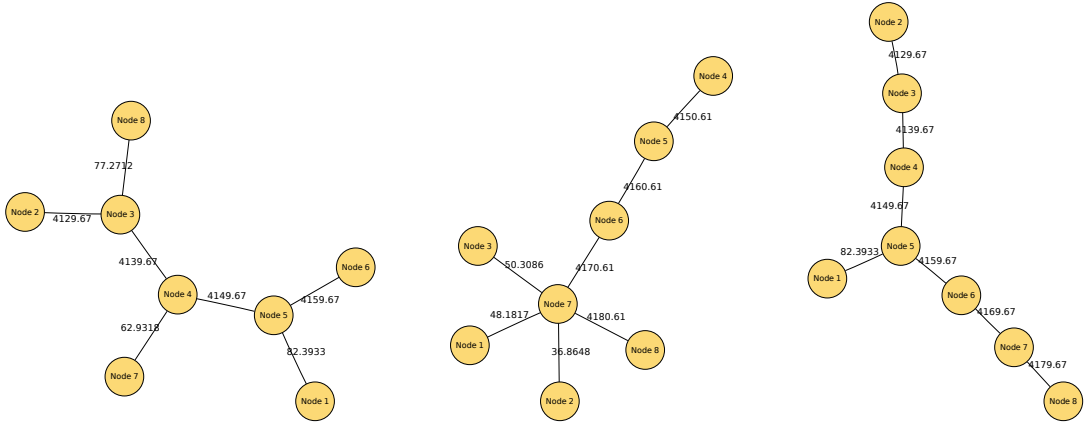 Node 8
77.2712
Node 2
4129.67
Node 3
4139.67
Node 4
4149.67
Node 5
4159.67
Node 6
62.9318
Node 7
82.3933
Node 1
Node 4
4150.61
Node 5
4160.61
Node 6
4170.61
Node 3
50.3086
Node 7
48.1817
Node 1
36.8648
Node 2
4180.61
Node 8
Node 2
4129.67
Node 3
4139.67
Node 4
4149.67
Node 5
82.3933
Node 1
4159.67
Node 6
4169.67
Node 7
4179.67
Node 8